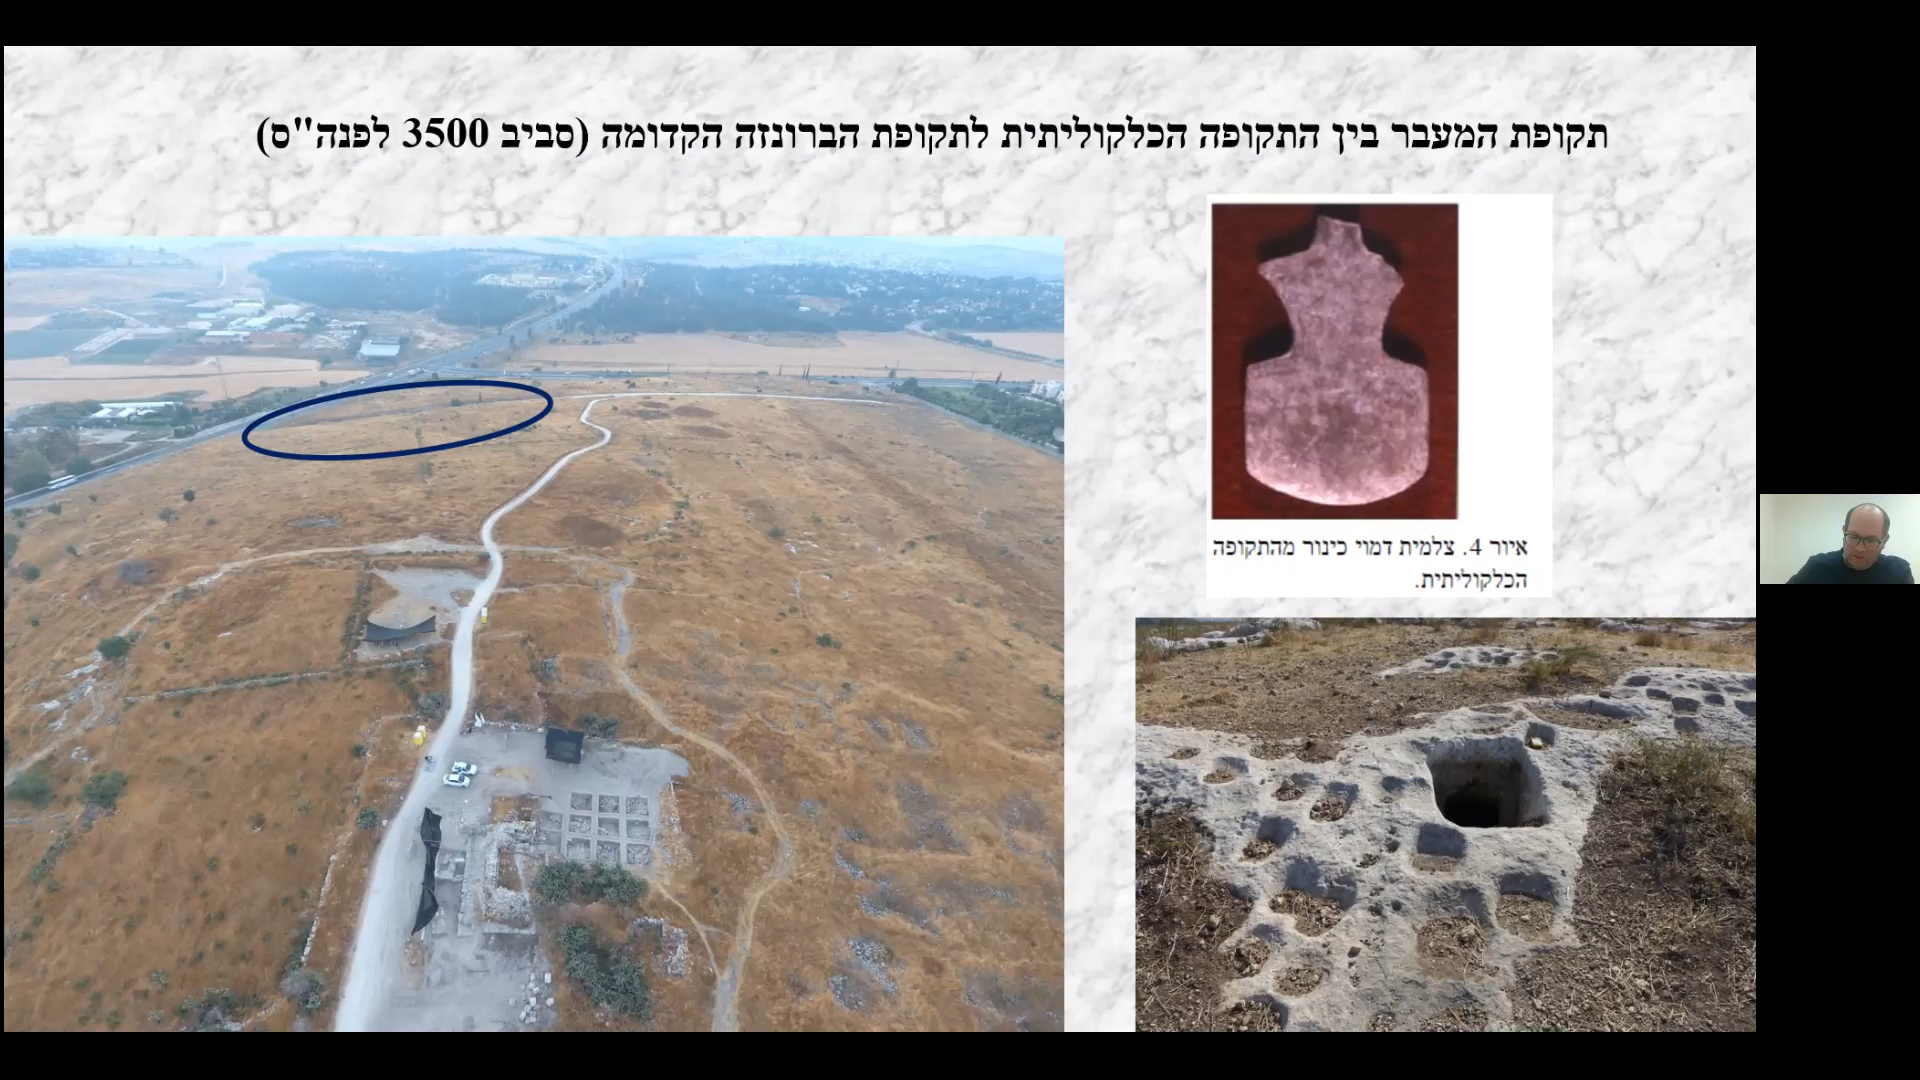 תקופת המעבר בין התקופה הכלקוליתית לתקופת הברונזה הקדומה (סביב 3500 לפנה"ס)
איור 4. צלמית דמוי כינור מהתקופה
הכלקוליתית.